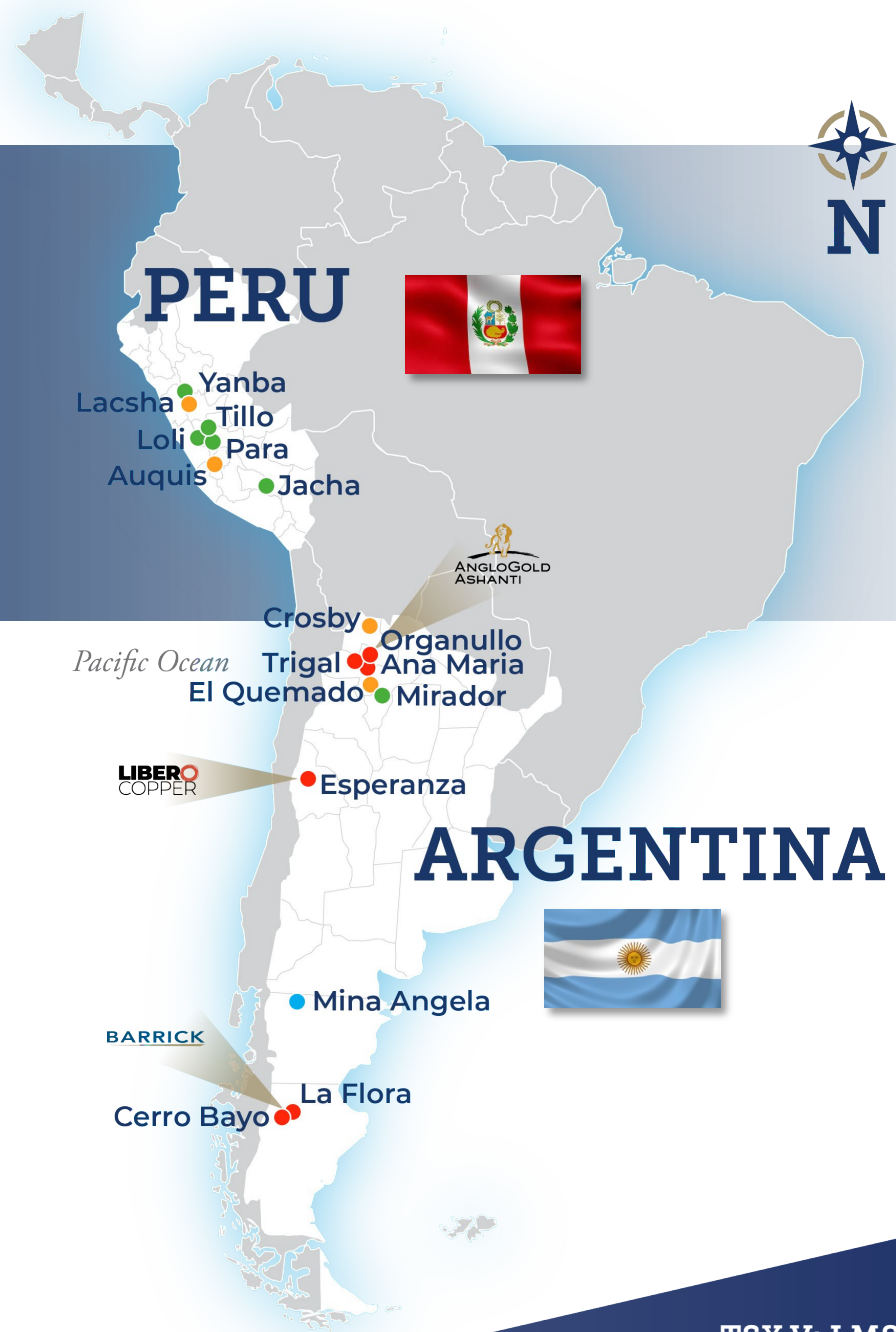 N
PERU
Yanba
Lacsha
Tillo
Loli
Para
Auquis
Jacha
ANGLOGOLD
ASHANTI
Crosby
Organullo
Pacific Ocean
Trigal
Ana Maria
El Quemado
Mirador
LIBERO
COPPER
Esperanza
ARGENTINA
Mina Angela
BARRICK
La Flora
Cerro Bayo